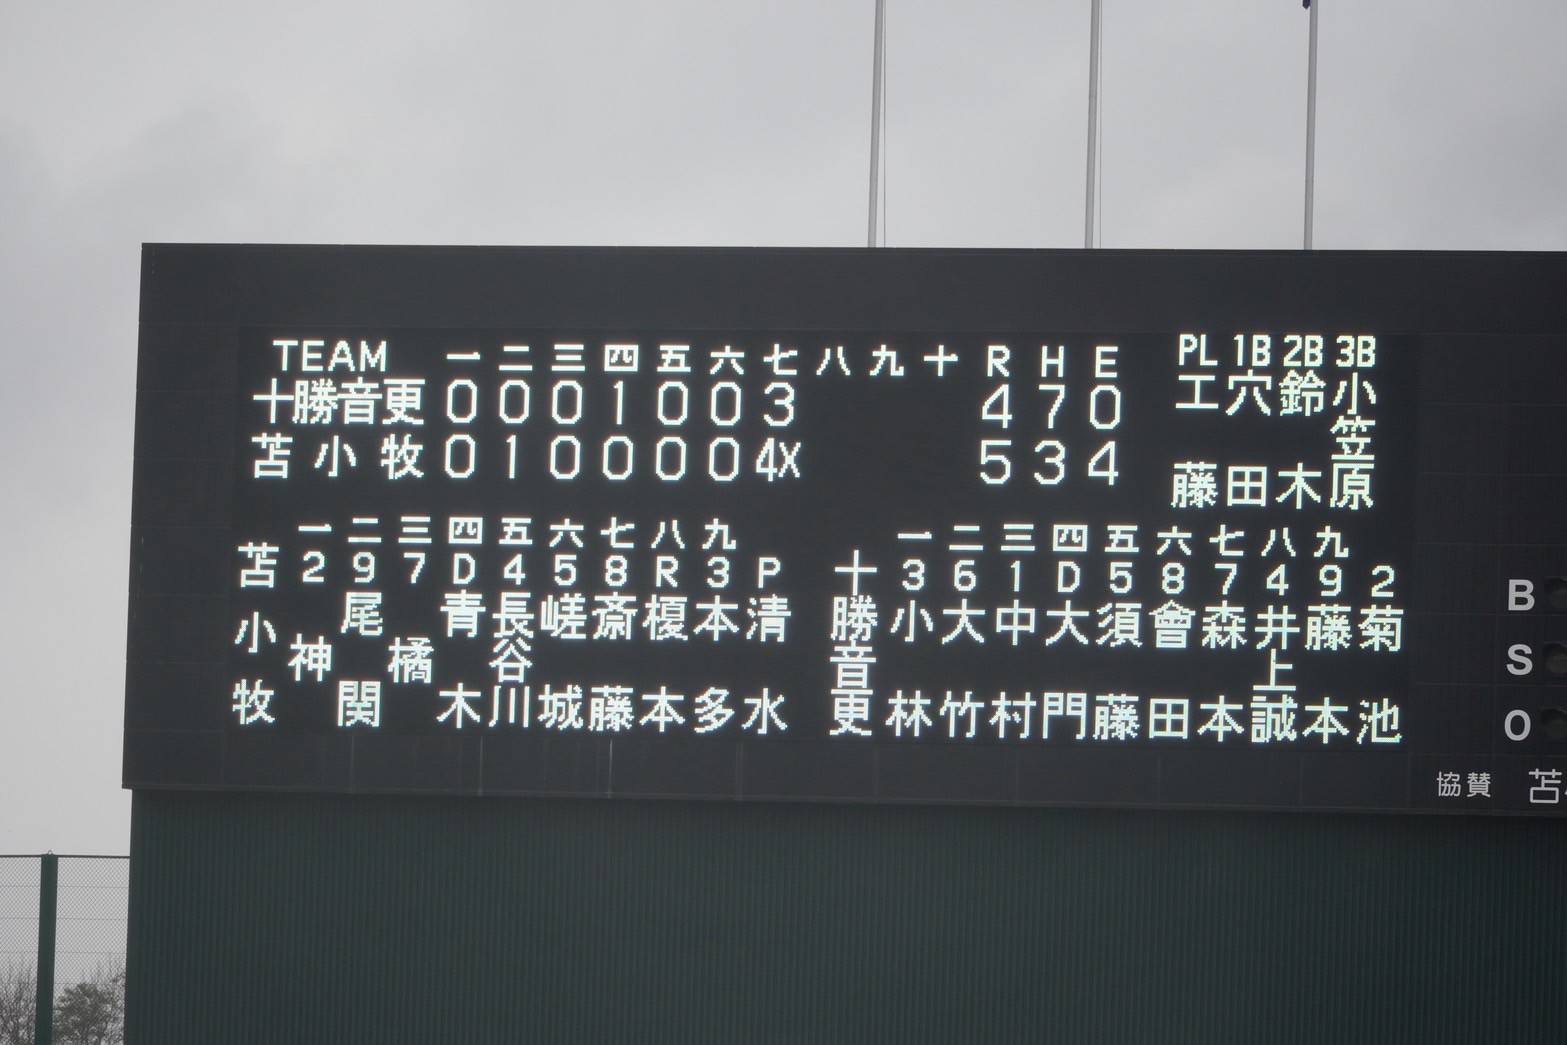 TEAM 一 二 三 四 五 六 七 八 九 十 R H E PL 1B 2B 3B
十勝音更 0 0 0 1 0 0 3 4 7 0
苫小牧 0 1 0 0 0 0 4X 5 3 4
工藤 穴田 鈴木 小笠原
一 二 三 四 五 六 七 八 九
2 9 7 D 4 5 8 R 3 P
苫小牧 神 尾関 橘 青木 長谷川 嵯城 斎藤 榎本 本多 清水
一 二 三 四 五 六 七 八 九
3 6 1 D 5 8 7 4 9 2
十勝音更 小林 大竹 中村 大門 須藤 會田 森本 井上誠 藤本 菊池
B
S
O
協賛 苫